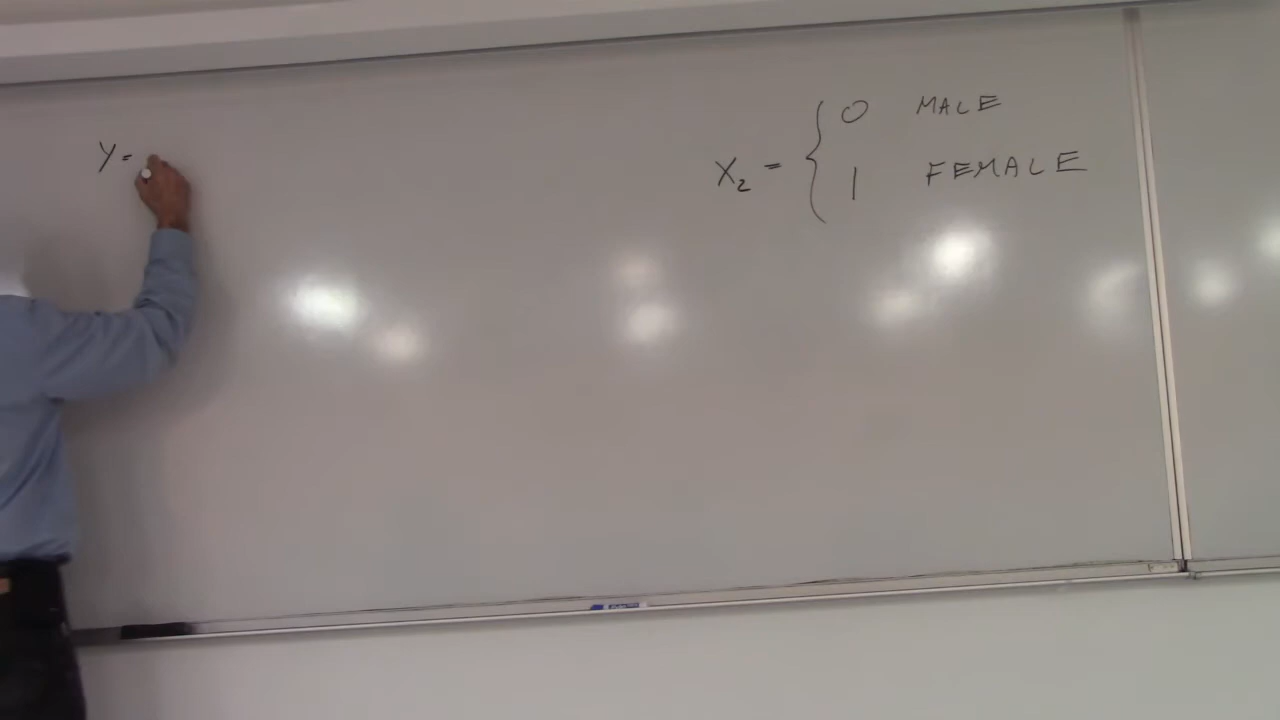 y =
X₂ = { 0 MALE
1 FEMALE